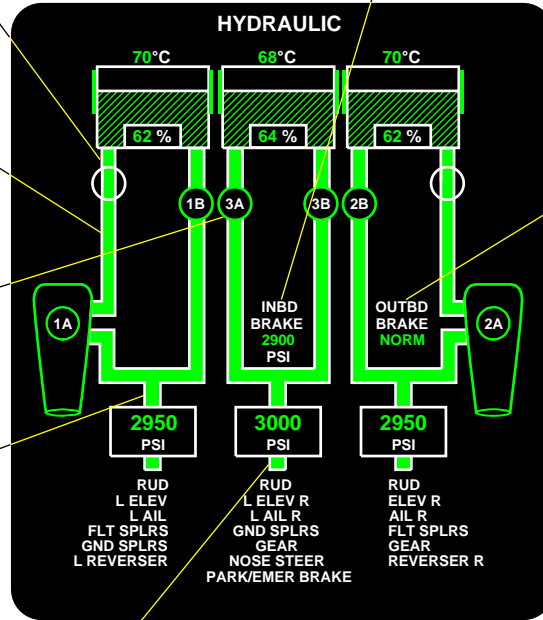 HYDRAULIC
70°C 68°C 70°C
62 % 64 % 62 %
1B 3A 3B 2B
INBD
BRAKE
2900
PSI
OUTBD
BRAKE
NORM
1A 2A
2950
PSI
3000
PSI
2950
PSI
RUD
L ELEV
L AIL
FLT SPLRS
GND SPLRS
L REVERSER
RUD
L ELEV R
L AIL R
GND SPLRS
GEAR
NOSE STEER
PARK/EMER BRAKE
RUD
ELEV R
AIL R
FLT SPLRS
GEAR
REVERSER R